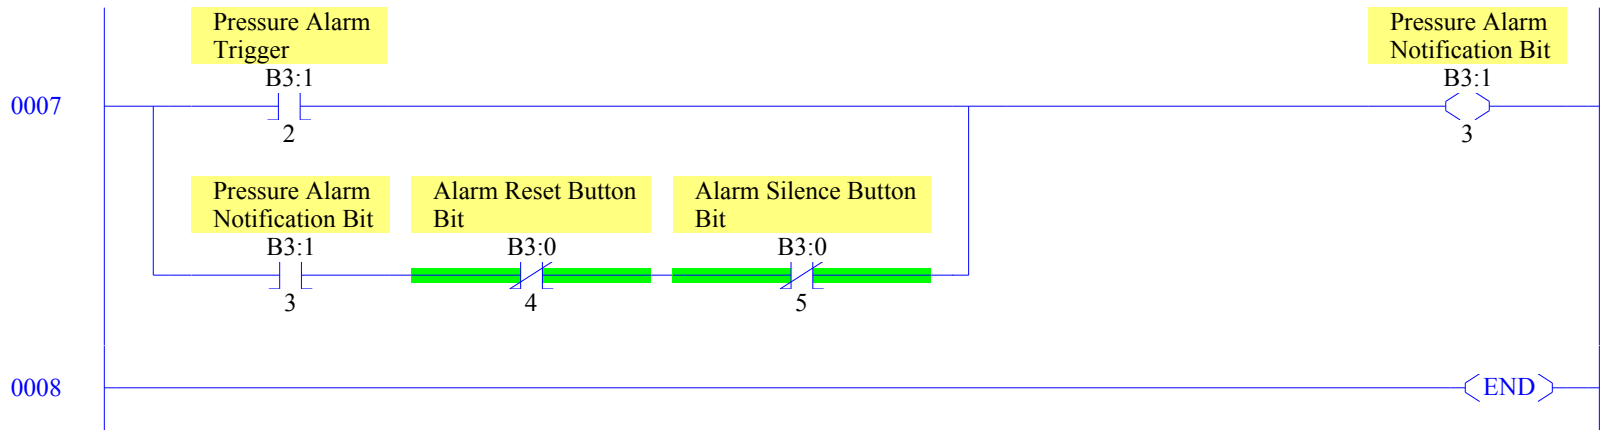 Pressure Alarm
Trigger
B3:1
2
Pressure Alarm
Notification Bit
B3:1
3
0007
Pressure Alarm
Notification Bit
B3:1
3
Alarm Reset Button
Bit
B3:0
4
Alarm Silence Button
Bit
B3:0
5
0008
END